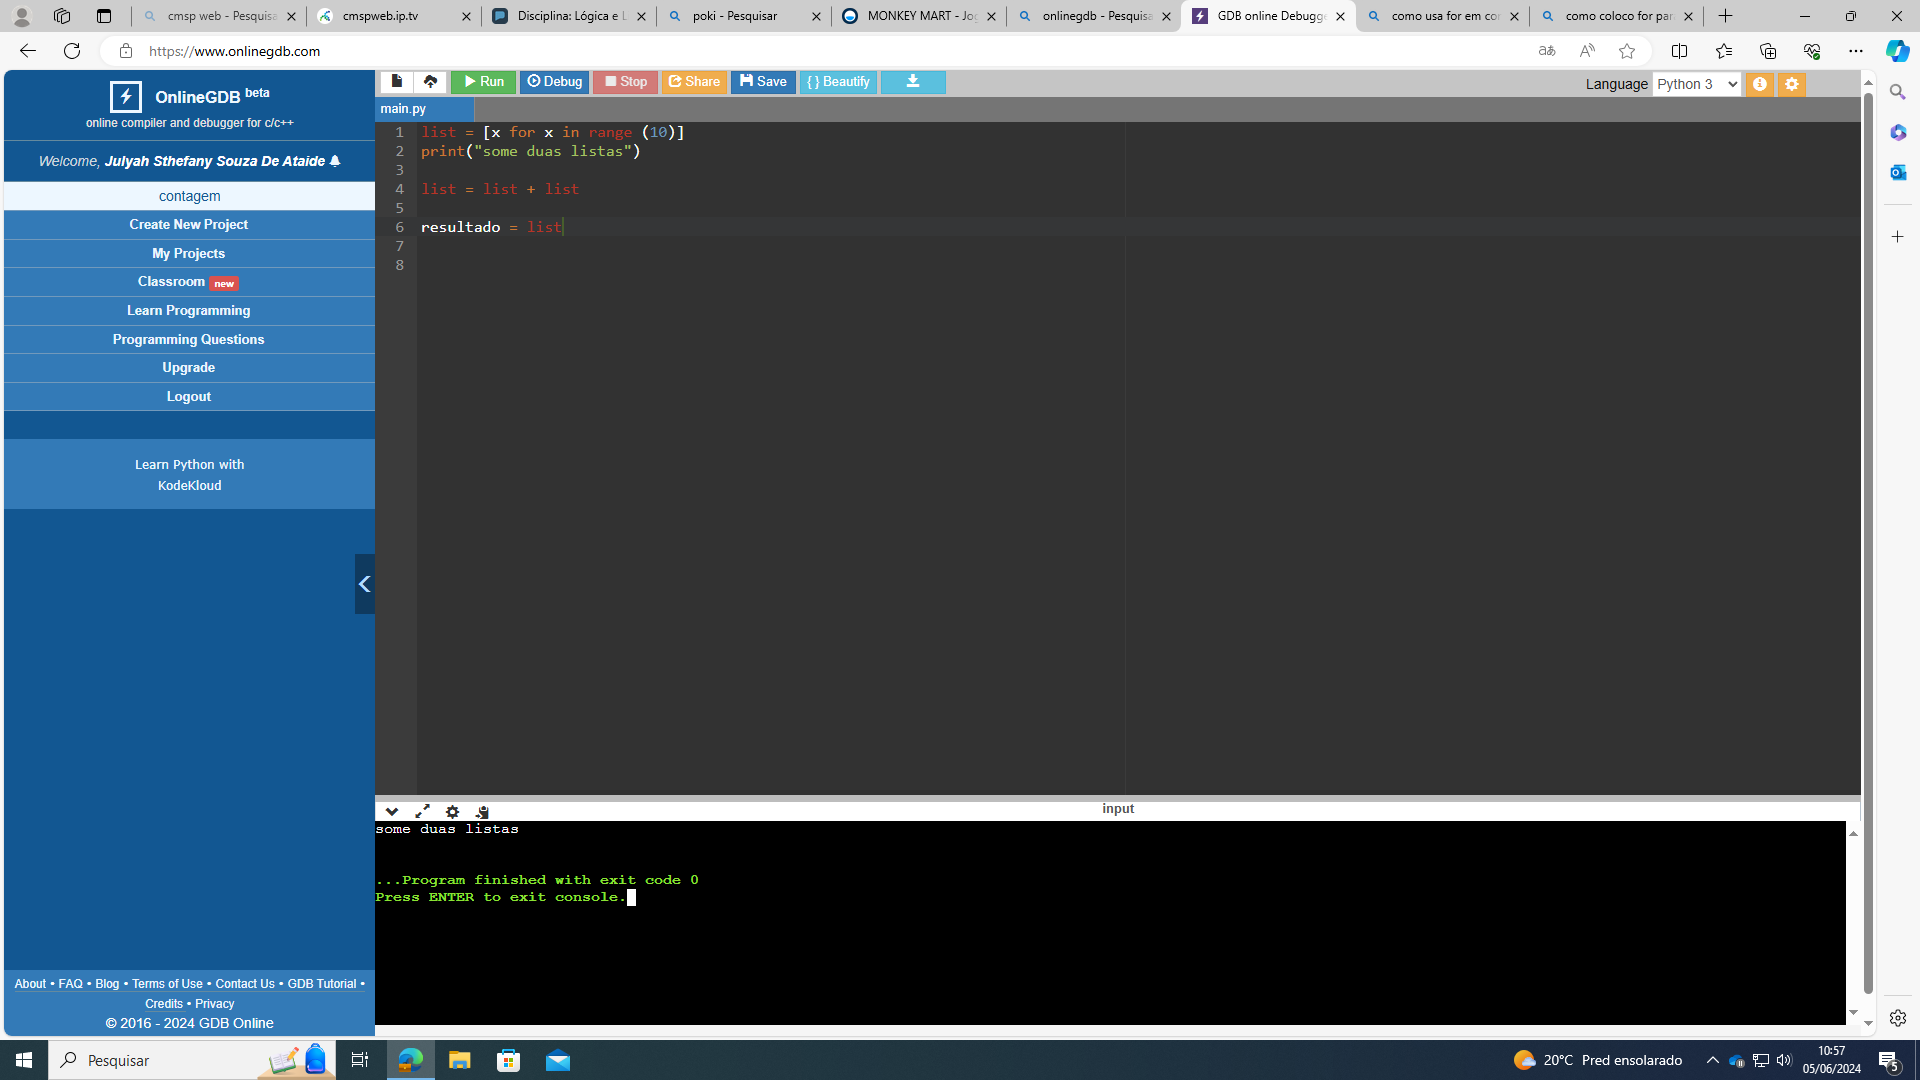 cmsp web - Pesquisa
cmspweb.ip.tv
Disciplina: Lógica e L
poki - Pesquisar
MONKEY MART - Jog
onlinegdb - Pesquisa
GDB online Debugge
como usa for em co
como coloco for par
https://www.onlinegdb.com
OnlineGDB beta
online compiler and debugger for c/c++
Welcome, Julyah Sthefany Souza De Ataide
contagem
Create New Project
My Projects
Classroom new
Learn Programming
Programming Questions
Upgrade
Logout
Learn Python with
KodeKloud
About • FAQ • Blog • Terms of Use • Contact Us • GDB Tutorial •
Credits • Privacy
© 2016 - 2024 GDB Online
Run
Debug
Stop
Share
Save
{ } Beautify
Language Python 3
main.py
1 list = [x for x in range (10)]
2 print("some duas listas")
3
4 list = list + list
5
6 resultado = list
7
8
input
some duas listas
...Program finished with exit code 0
Press ENTER to exit console.
Pesquisar
20°C Pred ensolarado
10:57
05/06/2024
5